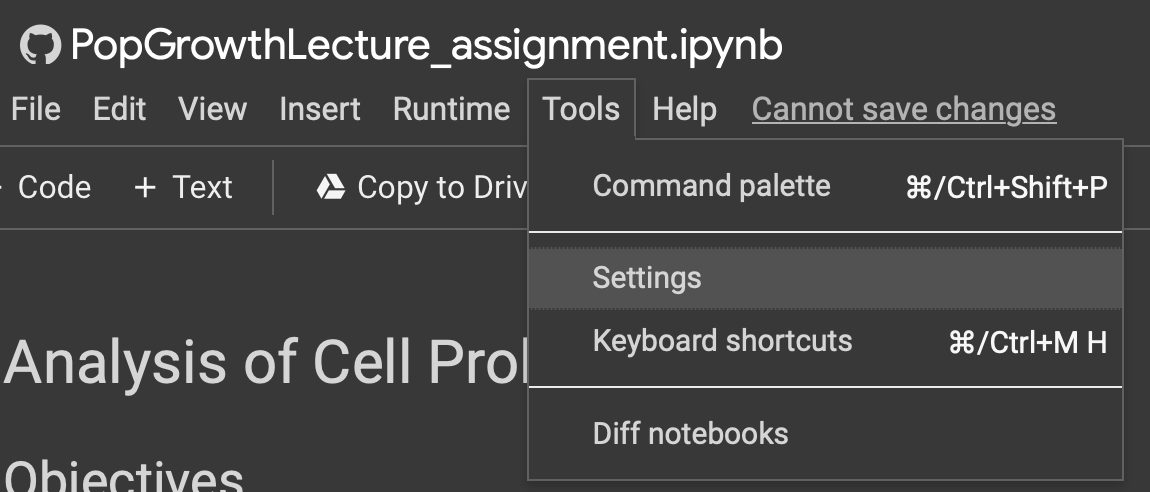 PopGrowthLecture_assignment.ipynb
File Edit View Insert Runtime Tools Help Cannot save changes
Code + Text Copy to Driv
Command palette ⌘/Ctrl+Shift+P
Settings
Keyboard shortcuts ⌘/Ctrl+M H
Analysis of Cell Prol
Diff notebooks
Objectives